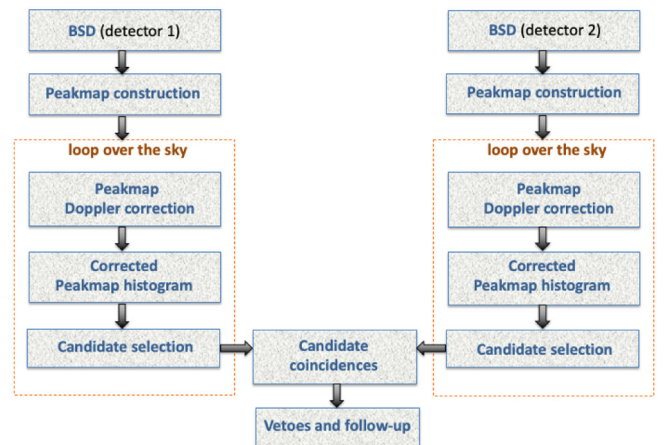 BSD (detector 1)
Peakmap construction
loop over the sky
Peakmap
Doppler correction
Corrected
Peakmap histogram
Candidate selection
BSD (detector 2)
Peakmap construction
loop over the sky
Peakmap
Doppler correction
Corrected
Peakmap histogram
Candidate selection
Candidate
coincidences
Vetoes and follow-up